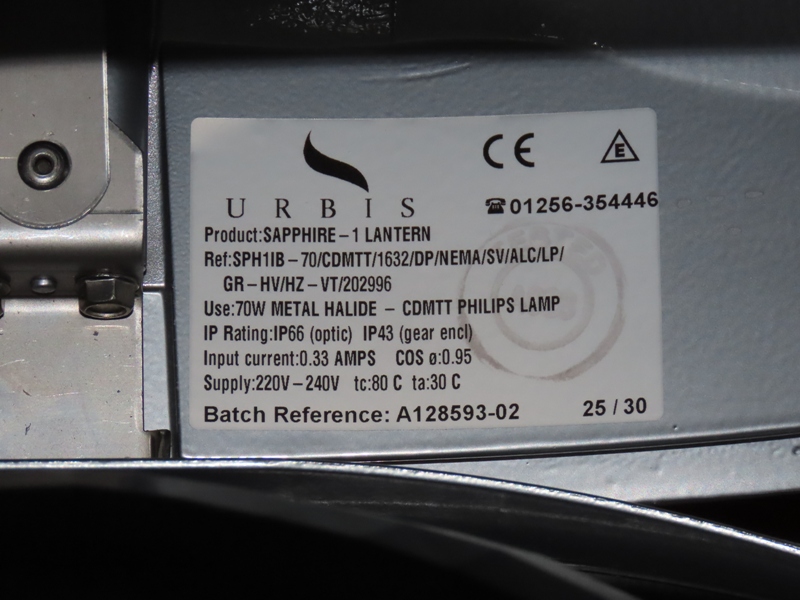 CE
E
URBIS
☎ 01256-354446
Product:SAPPHIRE-1 LANTERN
Ref:SPH1IB-70/CDMTT/1632/DP/NEMA/SV/ALC/LP/
GR-HV/HZ-VT/202996
Use:70W METAL HALIDE - CDMTT PHILIPS LAMP
IP Rating:IP66 (optic) IP43 (gear encl)
Input current:0.33 AMPS COS ø:0.95
Supply:220V-240V tc:80 C ta:30 C
Batch Reference: A128593-02 25 / 30